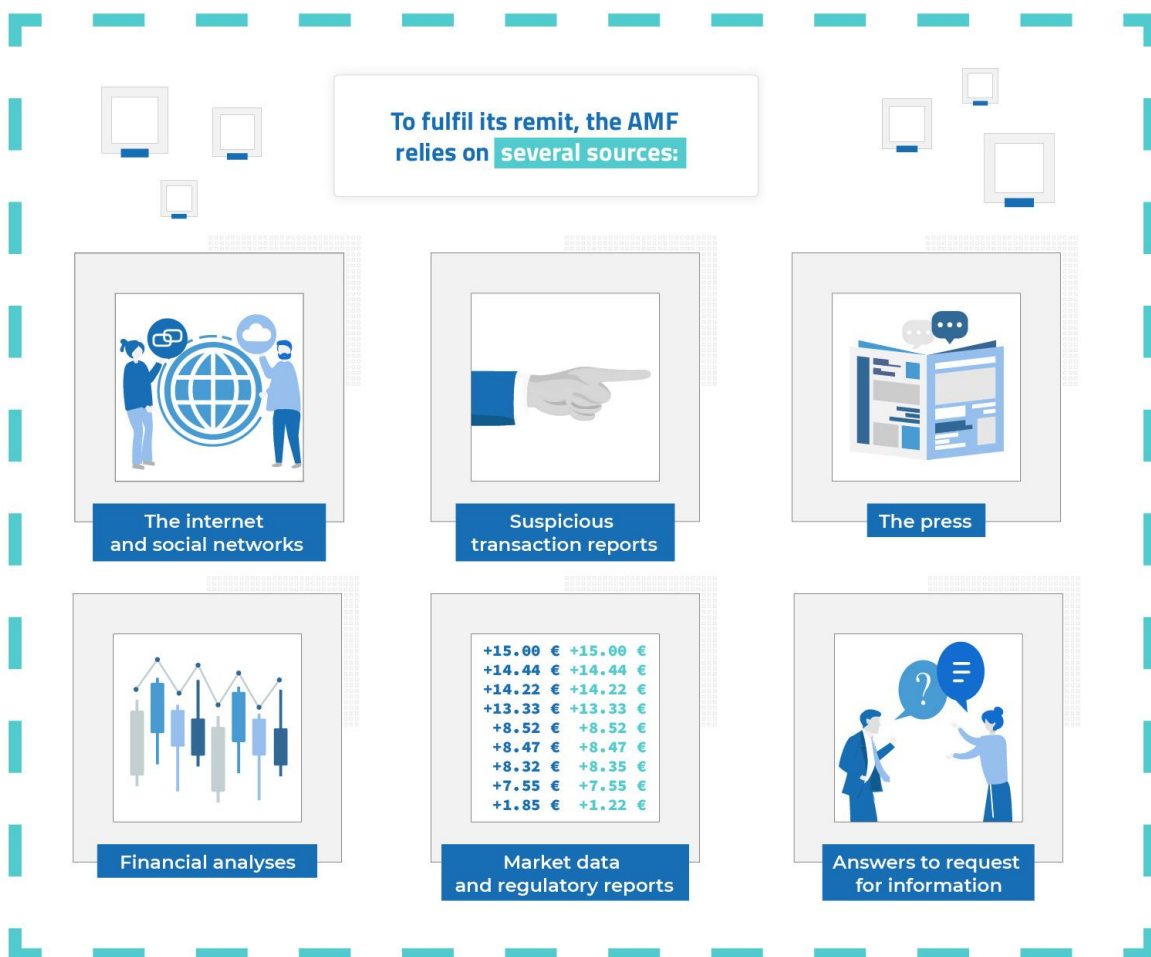 To fulfil its remit, the AMF
relies on several sources:
The internet
and social networks
Suspicious
transaction reports
The press
Financial analyses
+15.00 € +15.00 €
+14.44 € +14.44 €
+14.22 € +14.22 €
+13.33 € +13.33 €
+8.52 € +8.52 €
+8.47 € +8.47 €
+8.32 € +8.35 €
+7.55 € +7.55 €
+1.85 € +1.22 €
Market data
and regulatory reports
?
Answers to request
for information